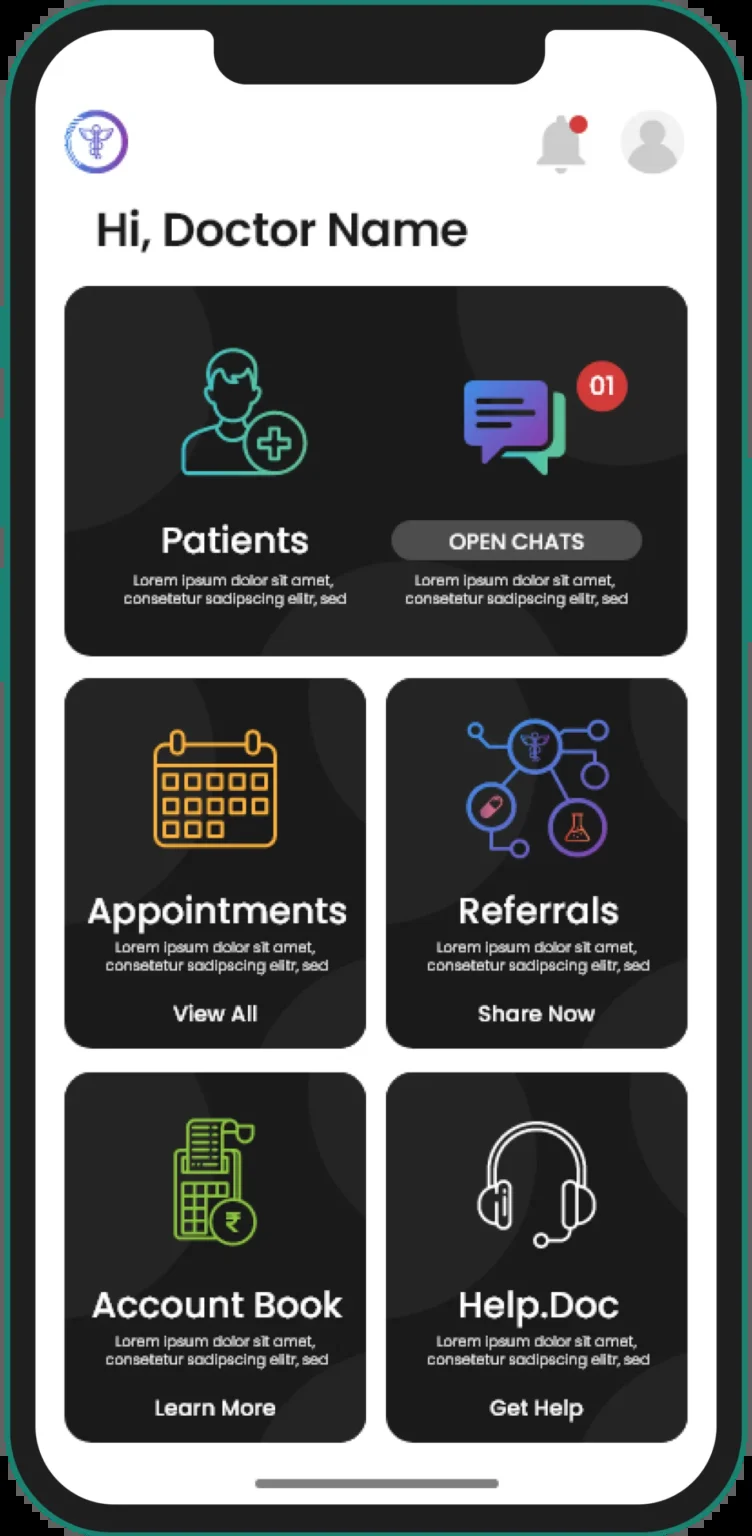 Hi, Doctor Name
01
Patients
OPEN CHATS
Lorem ipsum dolor sit amet,
consetetur sadipscing elitr, sed
Lorem ipsum dolor sit amet,
consetetur sadipscing elitr, sed
Appointments
Lorem ipsum dolor sit amet,
consetetur sadipscing elitr, sed
View All
Referrals
Lorem ipsum dolor sit amet,
consetetur sadipscing elitr, sed
Share Now
₹
Account Book
Lorem ipsum dolor sit amet,
consetetur sadipscing elitr, sed
Learn More
Help.Doc
Lorem ipsum dolor sit amet,
consetetur sadipscing elitr, sed
Get Help